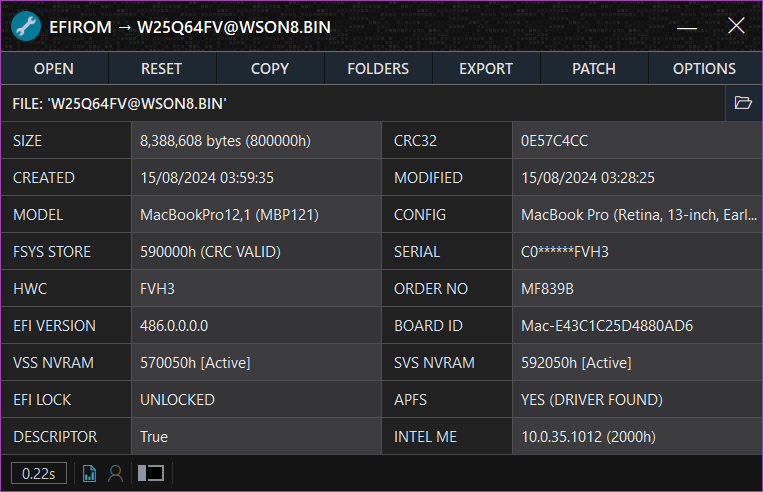 EFIROM → W25Q64FV@WSON8.BIN
OPEN RESET COPY FOLDERS EXPORT PATCH OPTIONS
FILE: 'W25Q64FV@WSON8.BIN'
SIZE 8,388,608 bytes (800000h) CRC32 0E57C4CC
CREATED 15/08/2024 03:59:35 MODIFIED 15/08/2024 03:28:25
MODEL MacBookPro12,1 (MBP121) CONFIG MacBook Pro (Retina, 13-inch, Earl...
FSYS STORE 590000h (CRC VALID) SERIAL C0******FVH3
HWC FVH3 ORDER NO MF839B
EFI VERSION 486.0.0.0.0 BOARD ID Mac-E43C1C25D4880AD6
VSS NVRAM 570050h [Active] SVS NVRAM 592050h [Active]
EFI LOCK UNLOCKED APFS YES (DRIVER FOUND)
DESCRIPTOR True INTEL ME 10.0.35.1012 (2000h)
0.22s